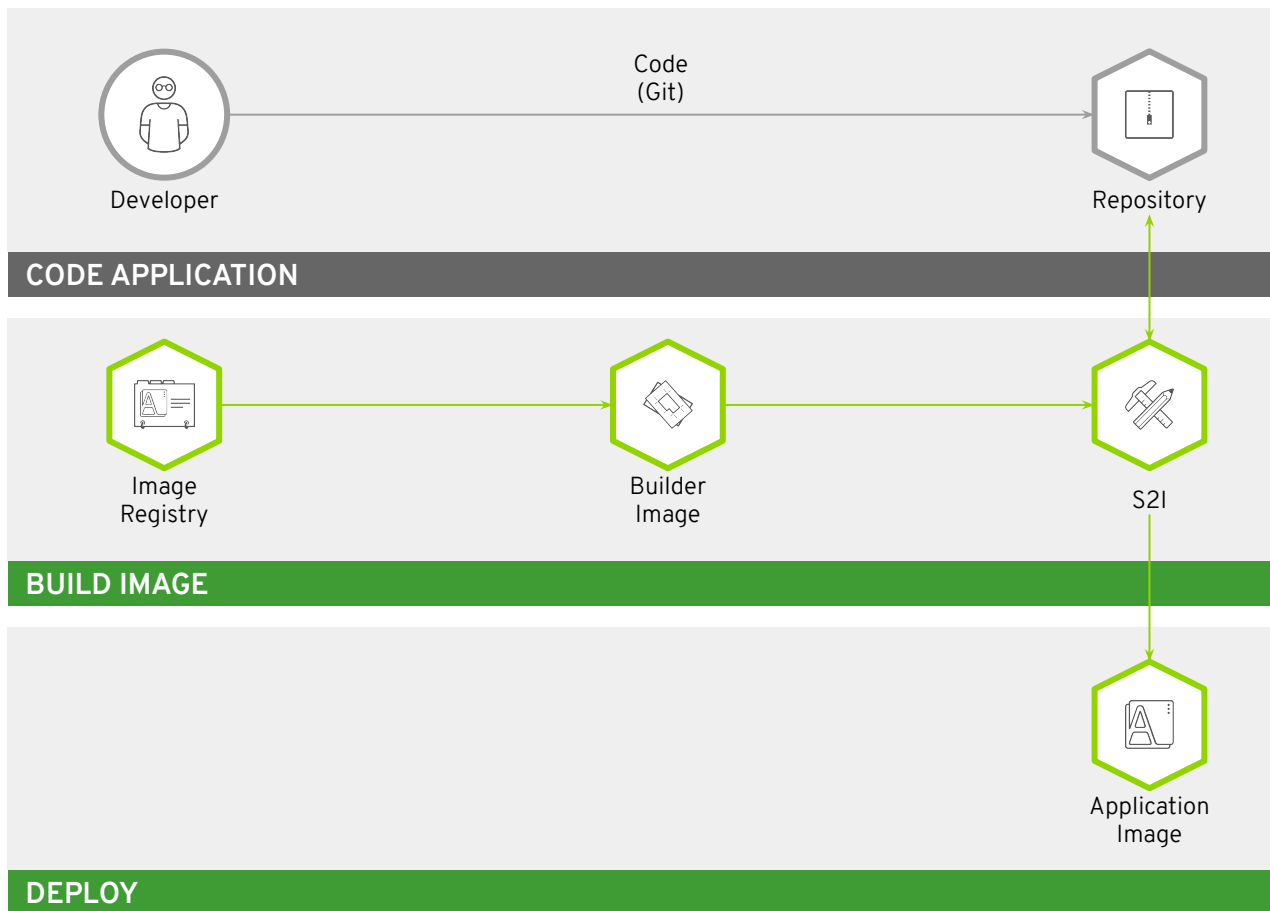 Code
(Git)
Developer
Repository
CODE APPLICATION
Image
Registry
Builder
Image
S2I
BUILD IMAGE
Application
Image
DEPLOY